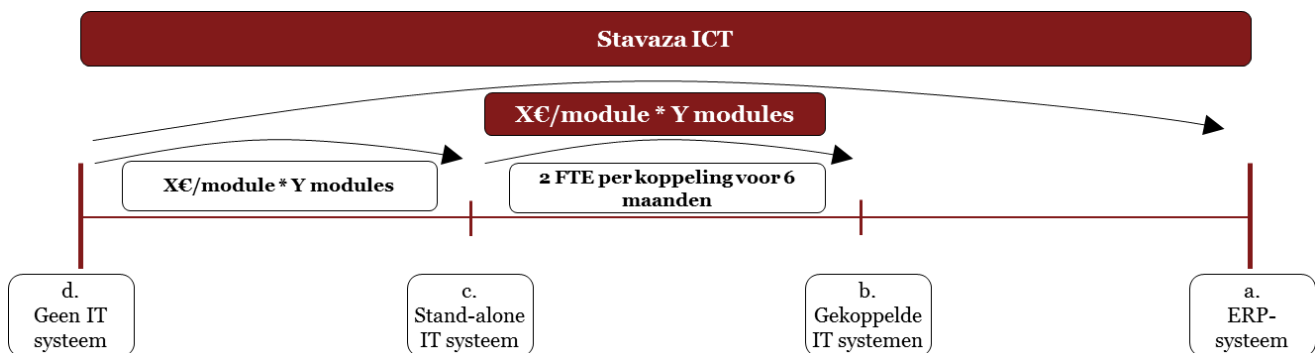 Stavaza ICT
X€/module * Y modules
X€/module * Y modules
2 FTE per koppeling voor 6
maanden
d.
Geen IT
systeem
c.
Stand-alone
IT systeem
b.
Gekoppelde
IT systemen
a.
ERP-
systeem